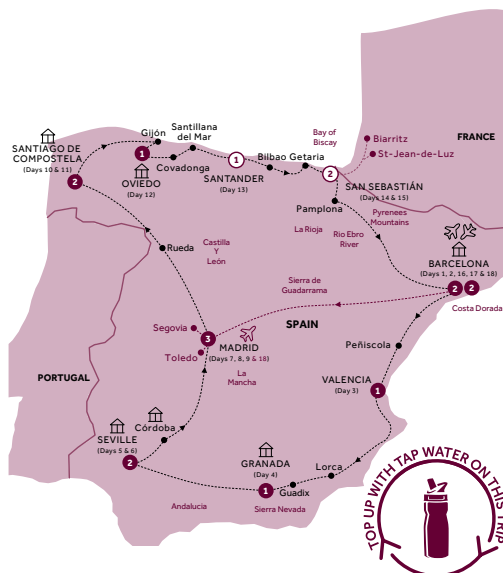 Bay of
Biscay
Biarritz
FRANCE
St-Jean-de-Luz
Santillana
del Mar
Gijón
SANTIAGO DE
COMPOSTELA
(Days 10 & 11)
2
1
OVIEDO
(Day 12)
Covadonga
1
SANTANDER
(Day 13)
Bilbao
Getaria
2
SAN SEBASTIÁN
(Days 14 & 15)
Pamplona
Pyrenees
Mountains
La Rioja
Rio Ebro
River
Rueda
Castilla
Y
León
BARCELONA
(Days 1, 2, 16, 17 & 18)
2
2
Costa Dorada
Sierra de
Guadarrama
SPAIN
Segovia
3
MADRID
(Days 7, 8, 9 & 18)
Toledo
La
Mancha
Peñiscola
PORTUGAL
VALENCIA
(Day 3)
1
Córdoba
SEVILLE
(Days 5 & 6)
2
GRANADA
(Day 4)
1
Guadix
Lorca
Andalucia
Sierra Nevada
TOP UP WITH TAP WATER ON THIS TRIP